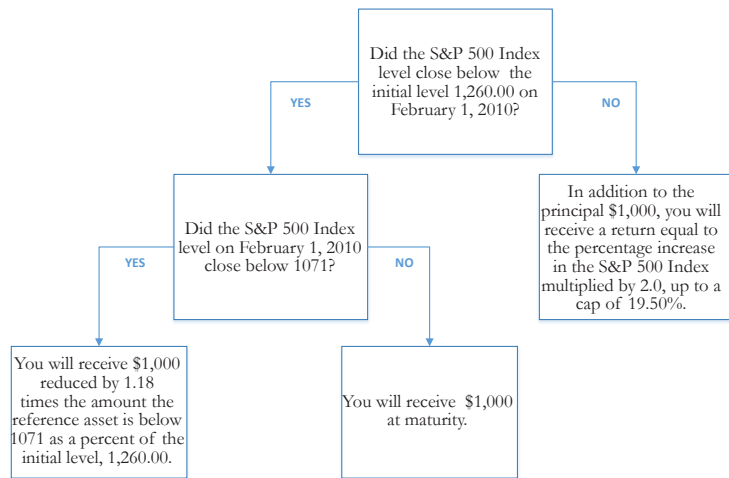 Did the S&P 500 Index
level close below the
initial level 1,260.00 on
February 1, 2010?
YES
NO
Did the S&P 500 Index
level on February 1, 2010
close below 1071?
In addition to the
principal $1,000, you will
receive a return equal to
the percentage increase
in the S&P 500 Index
multiplied by 2.0, up to a
cap of 19.50%.
YES
NO
You will receive $1,000
reduced by 1.18
times the amount the
reference asset is below
1071 as a percent of the
initial level, 1,260.00.
You will receive $1,000
at maturity.